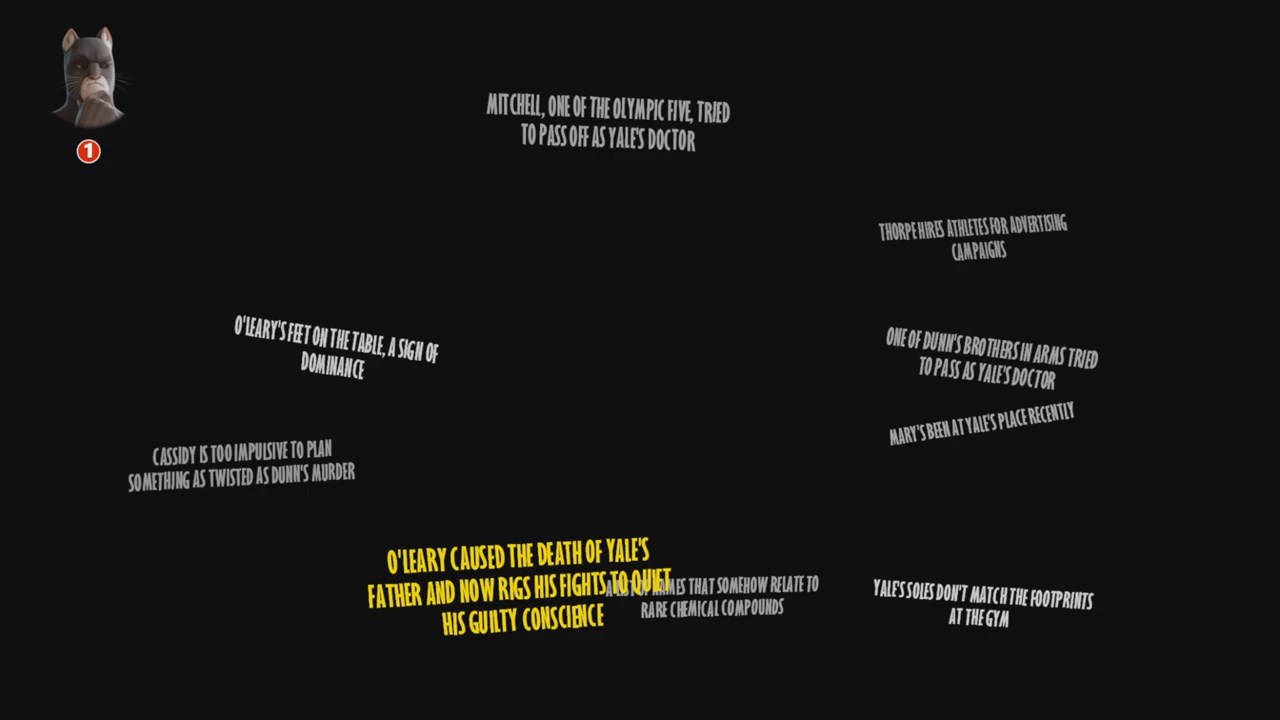 MITCHELL, ONE OF THE OLYMPIC FIVE, TRIED
TO PASS OFF AS YALE'S DOCTOR
1
THORPE HIRES ATHLETES FOR ADVERTISING
CAMPAIGNS
O'LEARY'S FEET ON THE TABLE, A SIGN OF
DOMINANCE
ONE OF DUNN'S BROTHERS IN ARMS TRIED
TO PASS AS YALE'S DOCTOR
MARY'S BEEN AT YALE'S PLACE RECENTLY
CASSIDY IS TOO IMPULSIVE TO PLAN
SOMETHING AS TWISTED AS DUNN'S MURDER
O'LEARY CAUSED THE DEATH OF YALE'S
FATHER AND NOW RIGS HIS FIGHTS TO QUIET
HIS GUILTY CONSCIENCE
THAT SOMEHOW RELATE TO
RARE CHEMICAL COMPOUNDS
YALE'S SOLES DON'T MATCH THE FOOTPRINTS
AT THE GYM